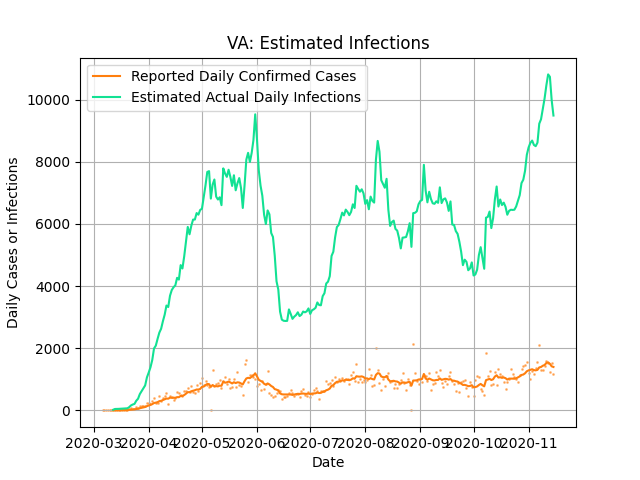 VA: Estimated Infections
Reported Daily Confirmed Cases
Estimated Actual Daily Infections
Daily Cases or Infections
10000
8000
6000
4000
2000
0
2020-03 2020-04 2020-05 2020-06 2020-07 2020-08 2020-09 2020-10 2020-11
Date